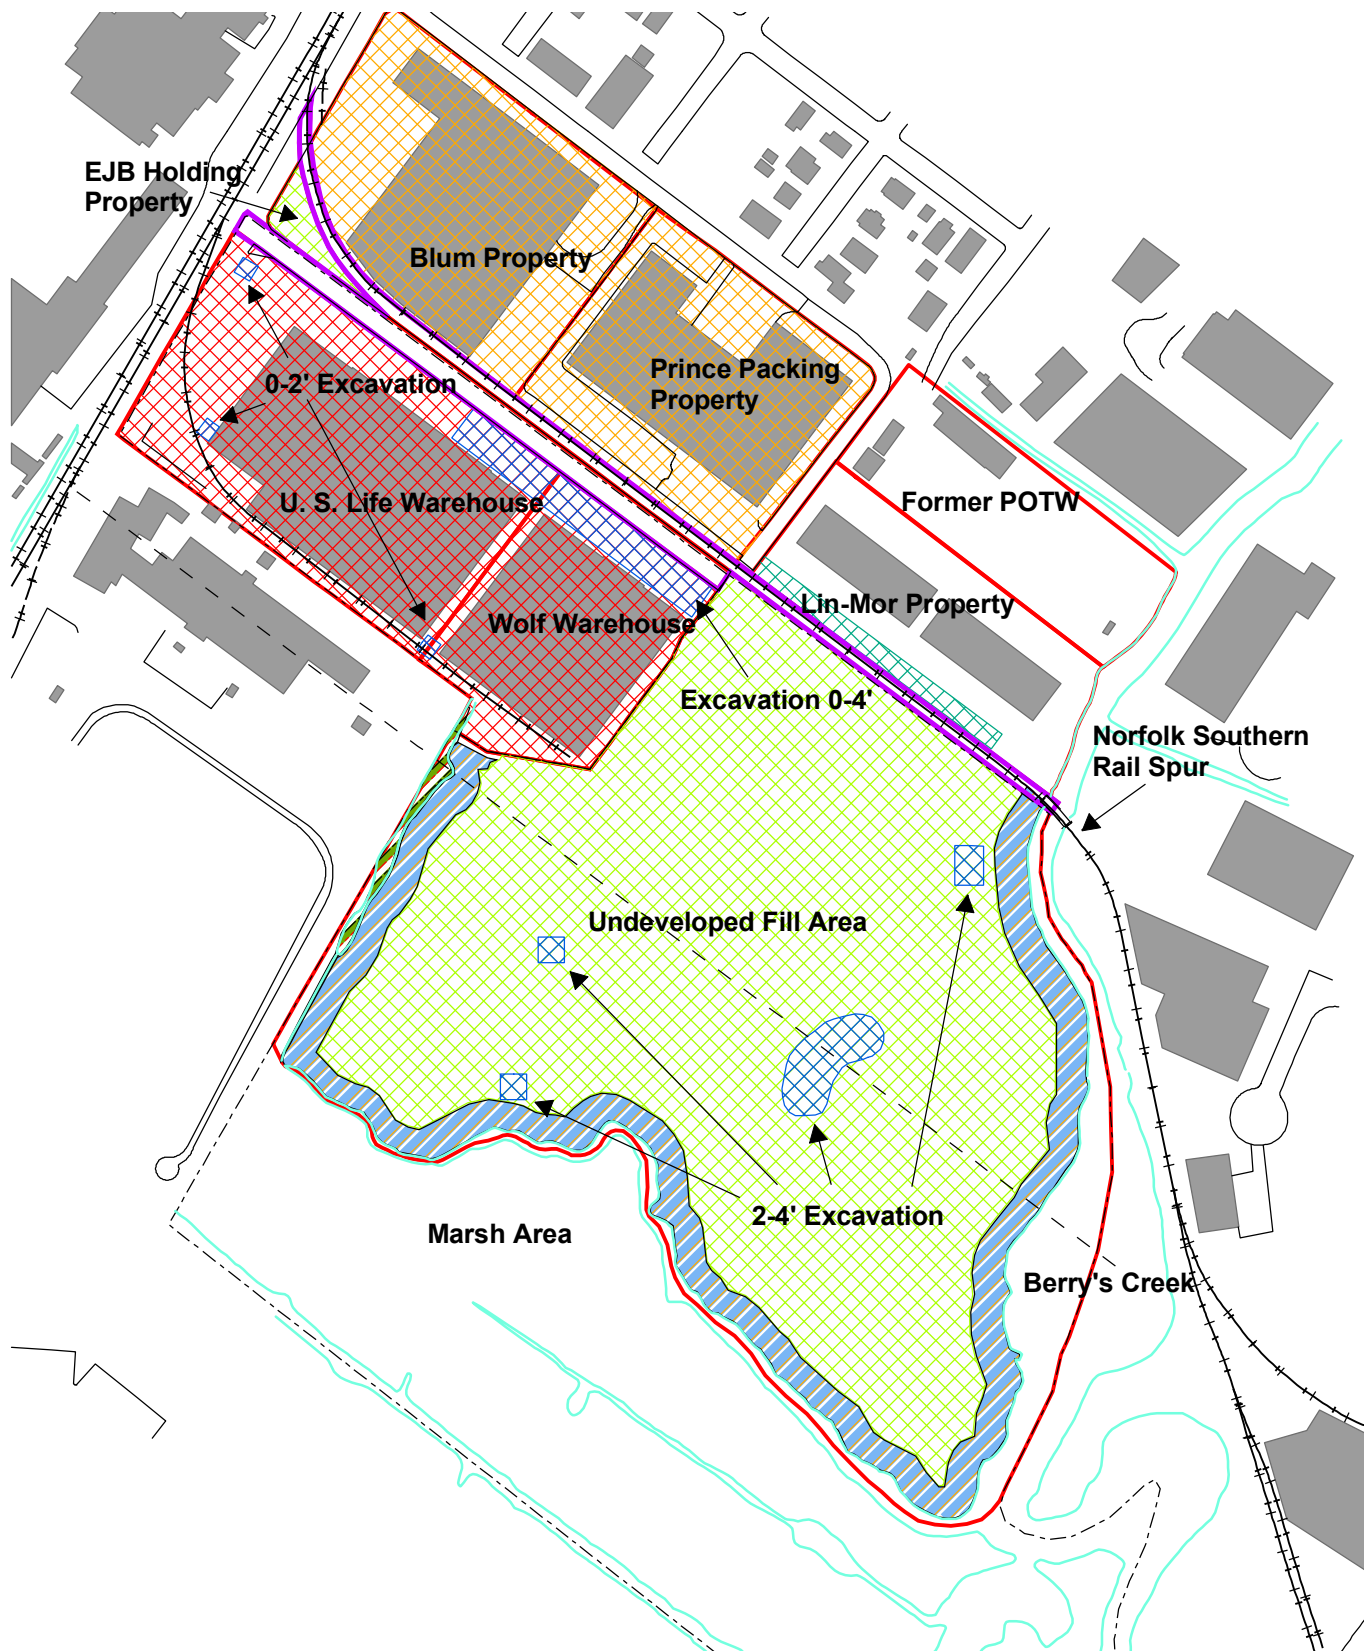 EJB Holding
Property
Blum Property
Prince Packing
Property
0-2' Excavation
U. S. Life Warehouse
Former POTW
Lin-Mor Property
Wolf Warehouse
Excavation 0-4'
Norfolk Southern
Rail Spur
Undeveloped Fill Area
2-4' Excavation
Marsh Area
Berry's Creek